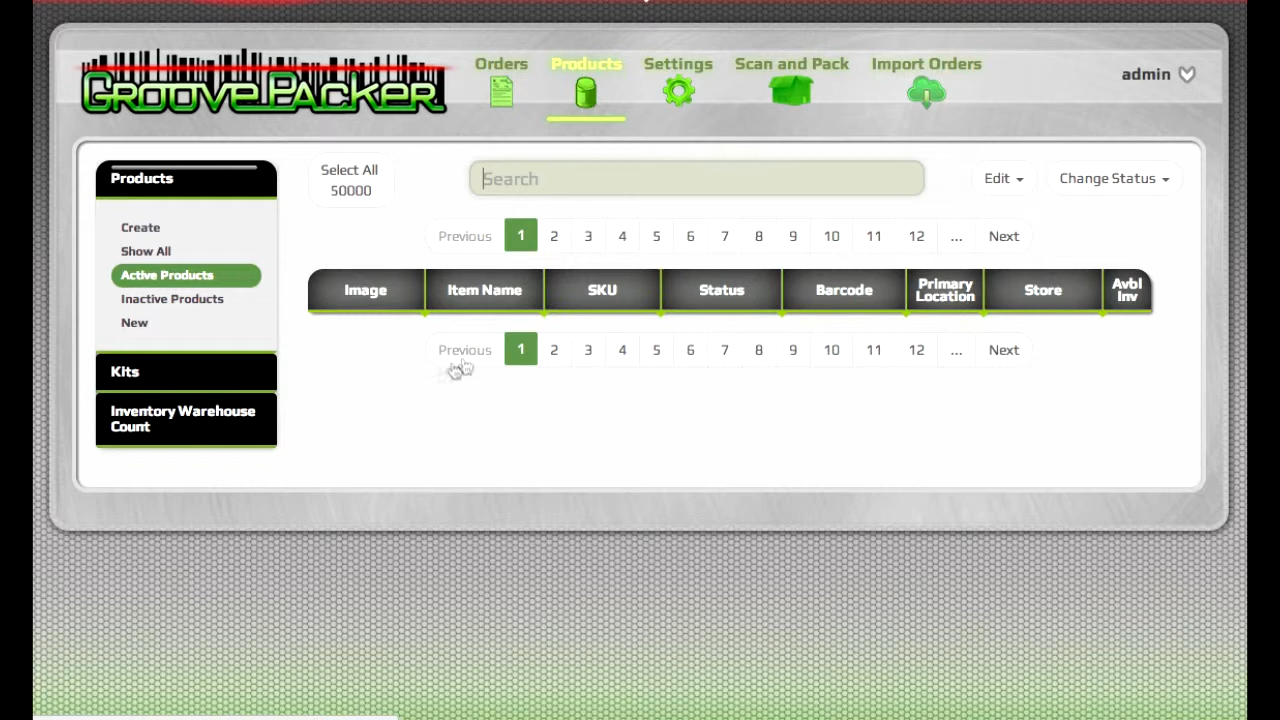 GrooVePacker
Orders Products Settings Scan and Pack Import Orders
admin
Products
Create
Show All
Active Products
Inactive Products
New
Kits
Inventory Warehouse
Count
Select All
50000
Search
Edit
Change Status
Previous 1 2 3 4 5 6 7 8 9 10 11 12 ... Next
Image Item Name SKU Status Barcode Primary Location Store Avbl Inv
Previous 1 2 3 4 5 6 7 8 9 10 11 12 ... Next